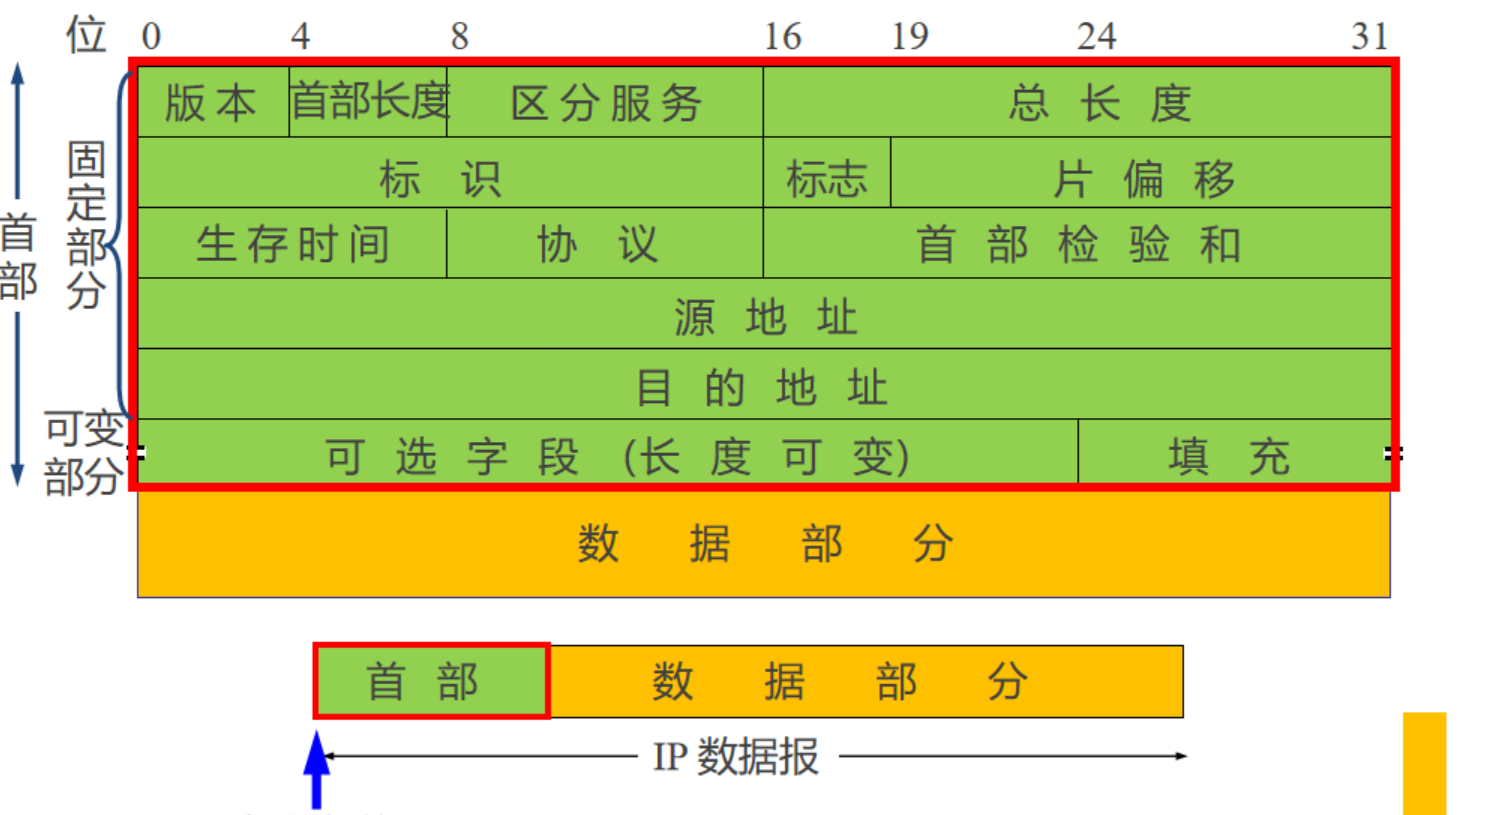 位 0 4 8 16 19 24 31
版本 首部长度 区分服务 总长度
标识 标志 片偏移
生存时间 协议 首部检验和
源地址
目的地址
可选字段 (长度可变) 填充
数据部分
首部
固定部分
可变部分
首部 数据部分
IP 数据报